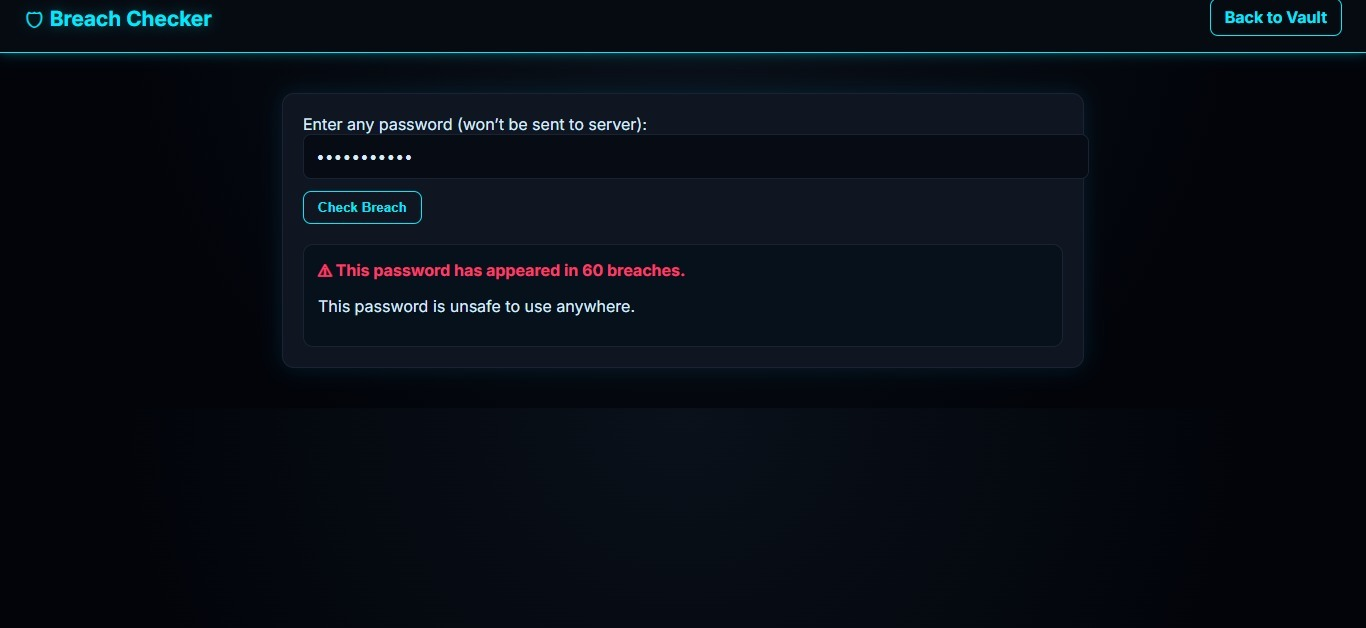 Breach Checker
Back to Vault
Enter any password (won’t be sent to server):
•••••••••••
Check Breach
⚠ This password has appeared in 60 breaches.
This password is unsafe to use anywhere.